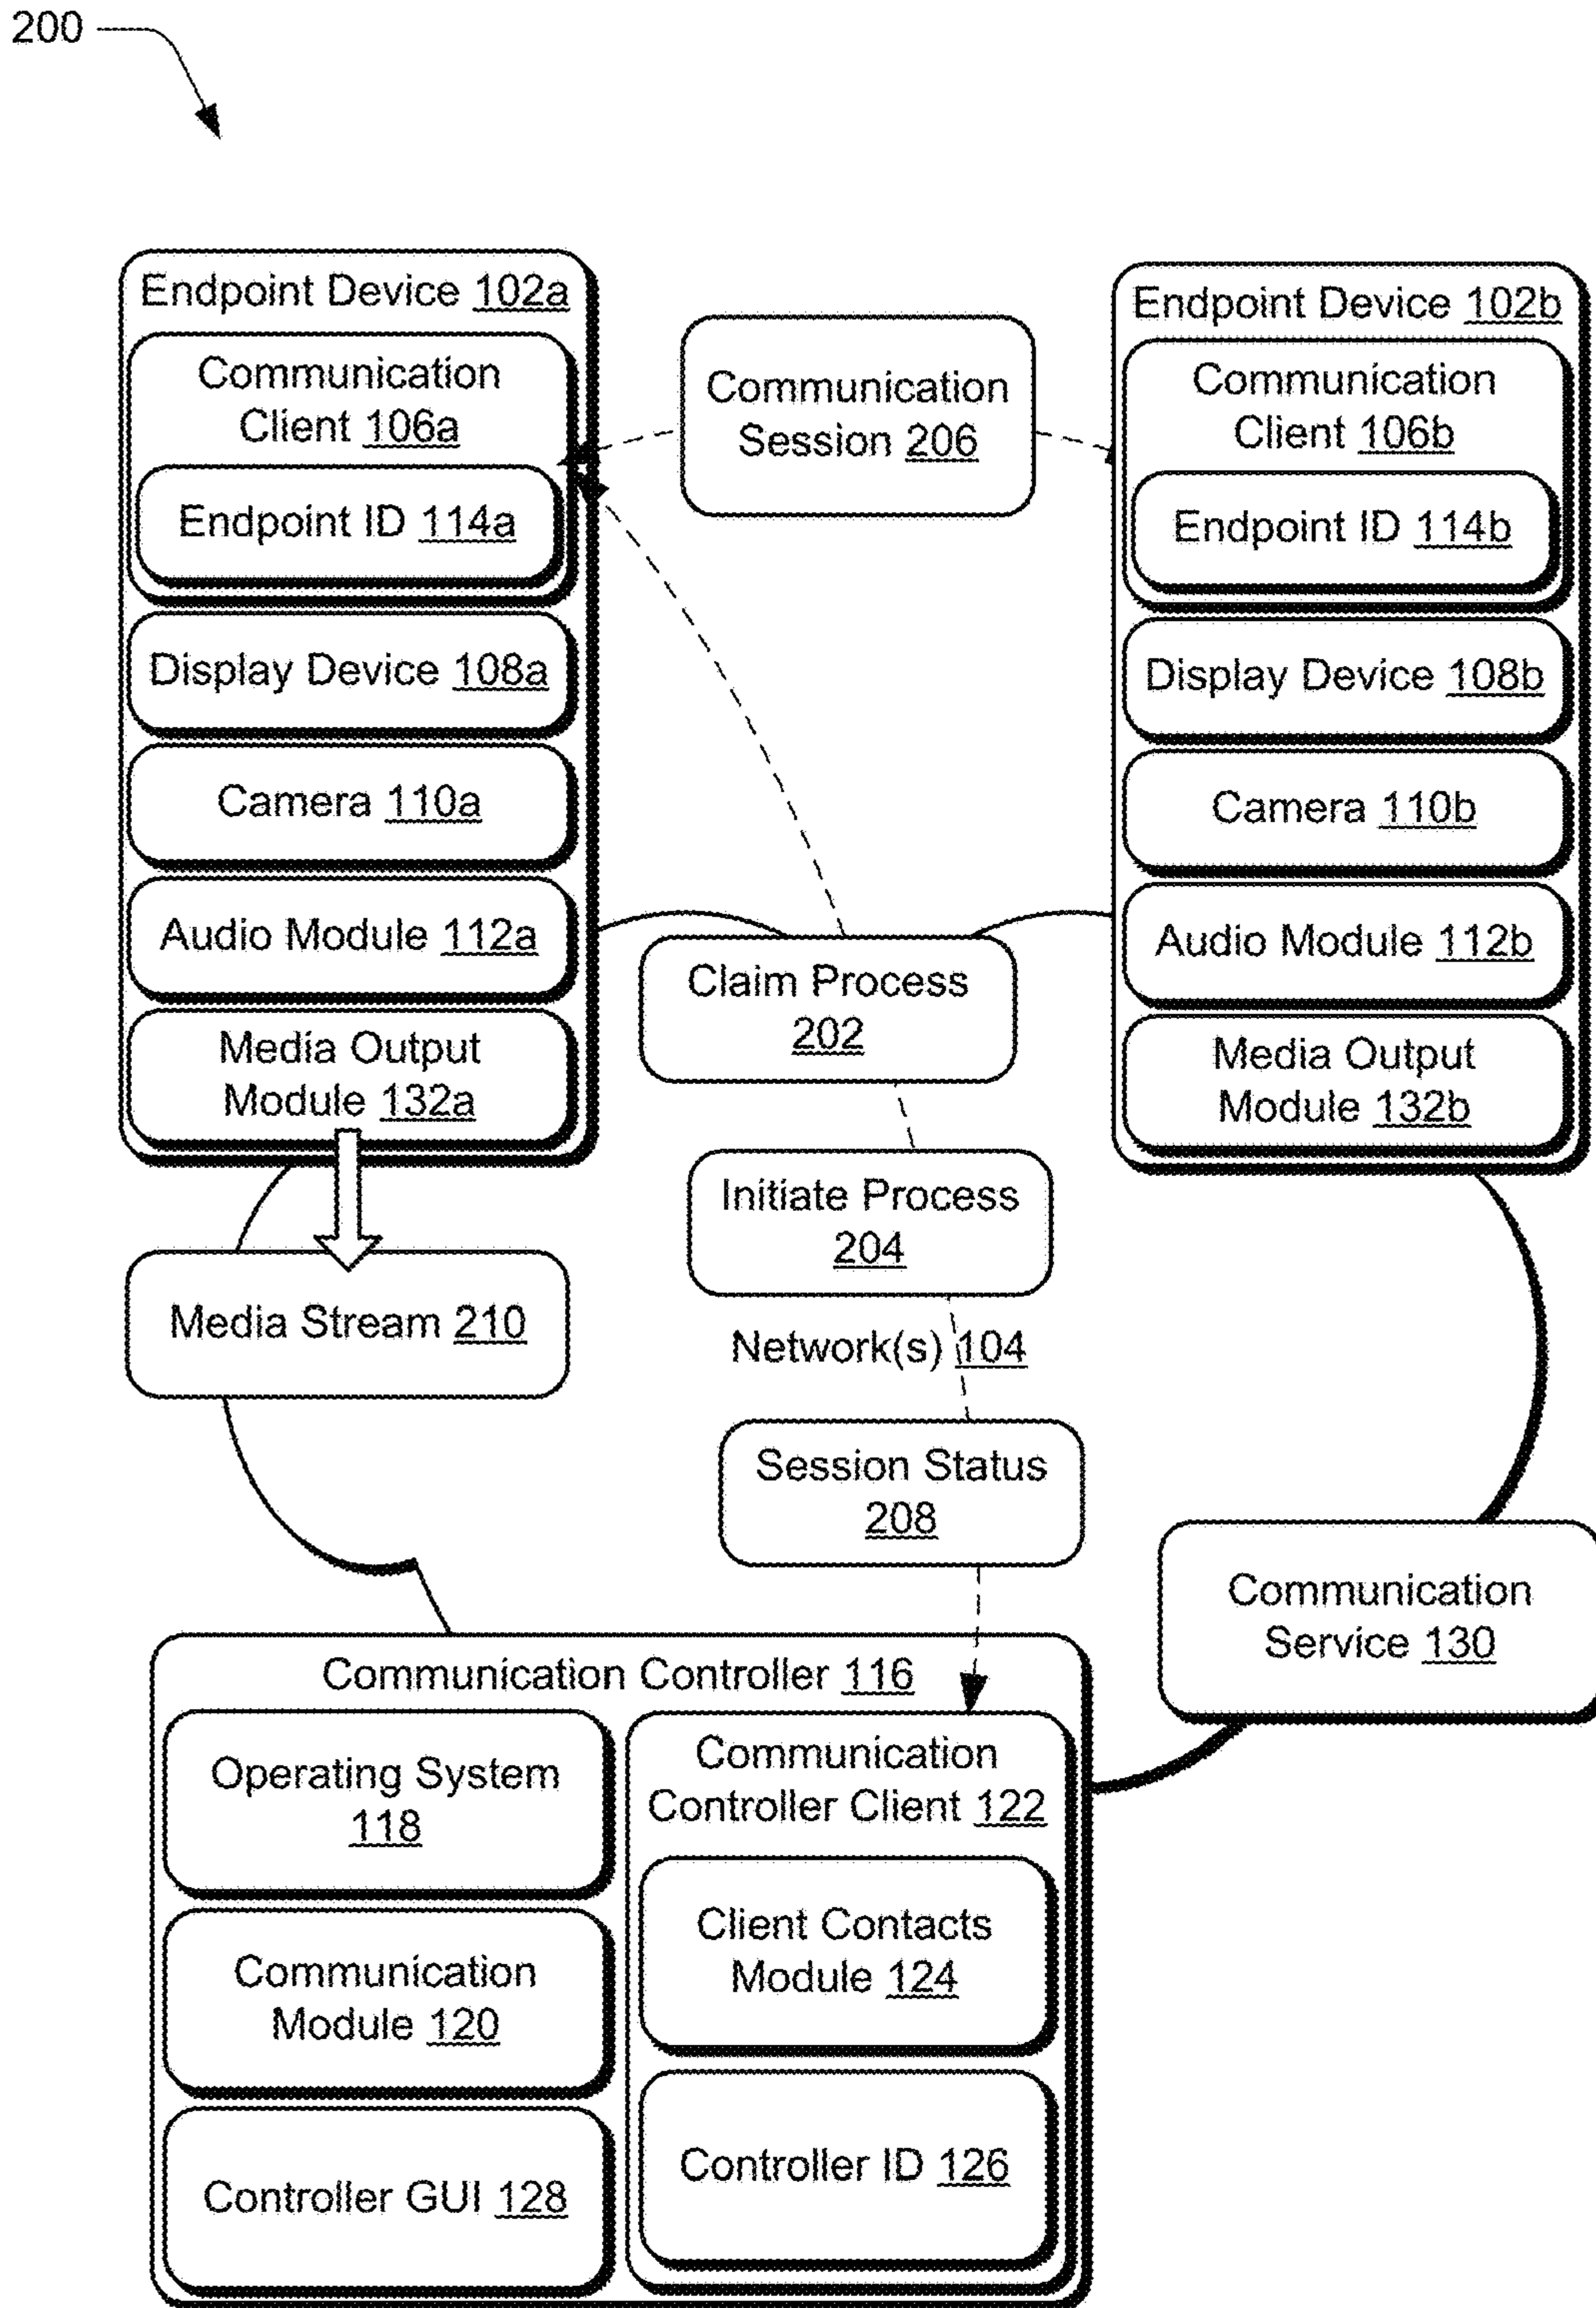 200
Endpoint Device 102a
Communication
Client 106a
Endpoint ID 114a
Display Device 108a
Camera 110a
Audio Module 112a
Media Output
Module 132a
Communication
Session 206
Endpoint Device 102b
Communication
Client 106b
Endpoint ID 114b
Display Device 108b
Camera 110b
Audio Module 112b
Media Output
Module 132b
Claim Process
202
Initiate Process
204
Media Stream 210
Network(s) 104
Session Status
208
Communication
Service 130
Communication Controller 116
Operating System
118
Communication
Module 120
Controller GUI 128
Communication
Controller Client 122
Client Contacts
Module 124
Controller ID 126